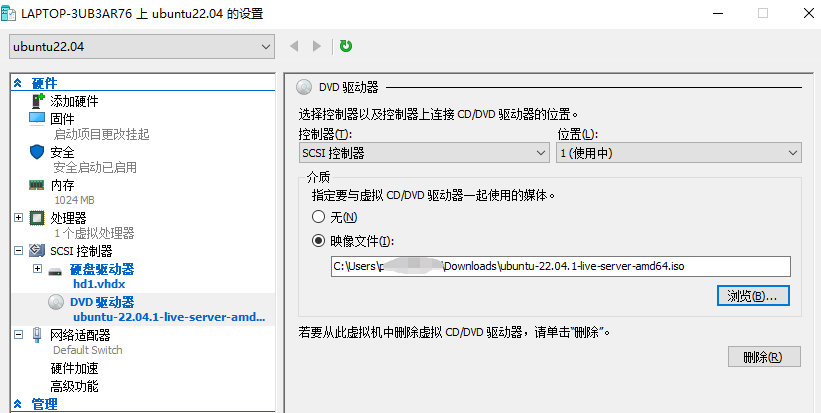 LAPTOP-3UB3AR76 上 ubuntu22.04 的设置
ubuntu22.04
硬件
添加硬件
固件
启动项目更改挂起
安全
安全启动已启用
内存
1024 MB
处理器
1 个虚拟处理器
SCSI 控制器
硬盘驱动器
hd1.vhdx
DVD 驱动器
ubuntu-22.04.1-live-server-amd...
网络适配器
Default Switch
硬件加速
高级功能
管理
DVD 驱动器
选择控制器以及控制器上连接 CD/DVD 驱动器的位置。
控制器(T): 位置(L):
SCSI 控制器 1 (使用中)
介质
指定要与虚拟 CD/DVD 驱动器一起使用的媒体。
无(N)
映像文件(I):
C:\Users\p \Downloads\ubuntu-22.04.1-live-server-amd64.iso
浏览(B)...
若要从此虚拟机中删除虚拟 CD/DVD 驱动器，请单击"删除"。
删除(R)